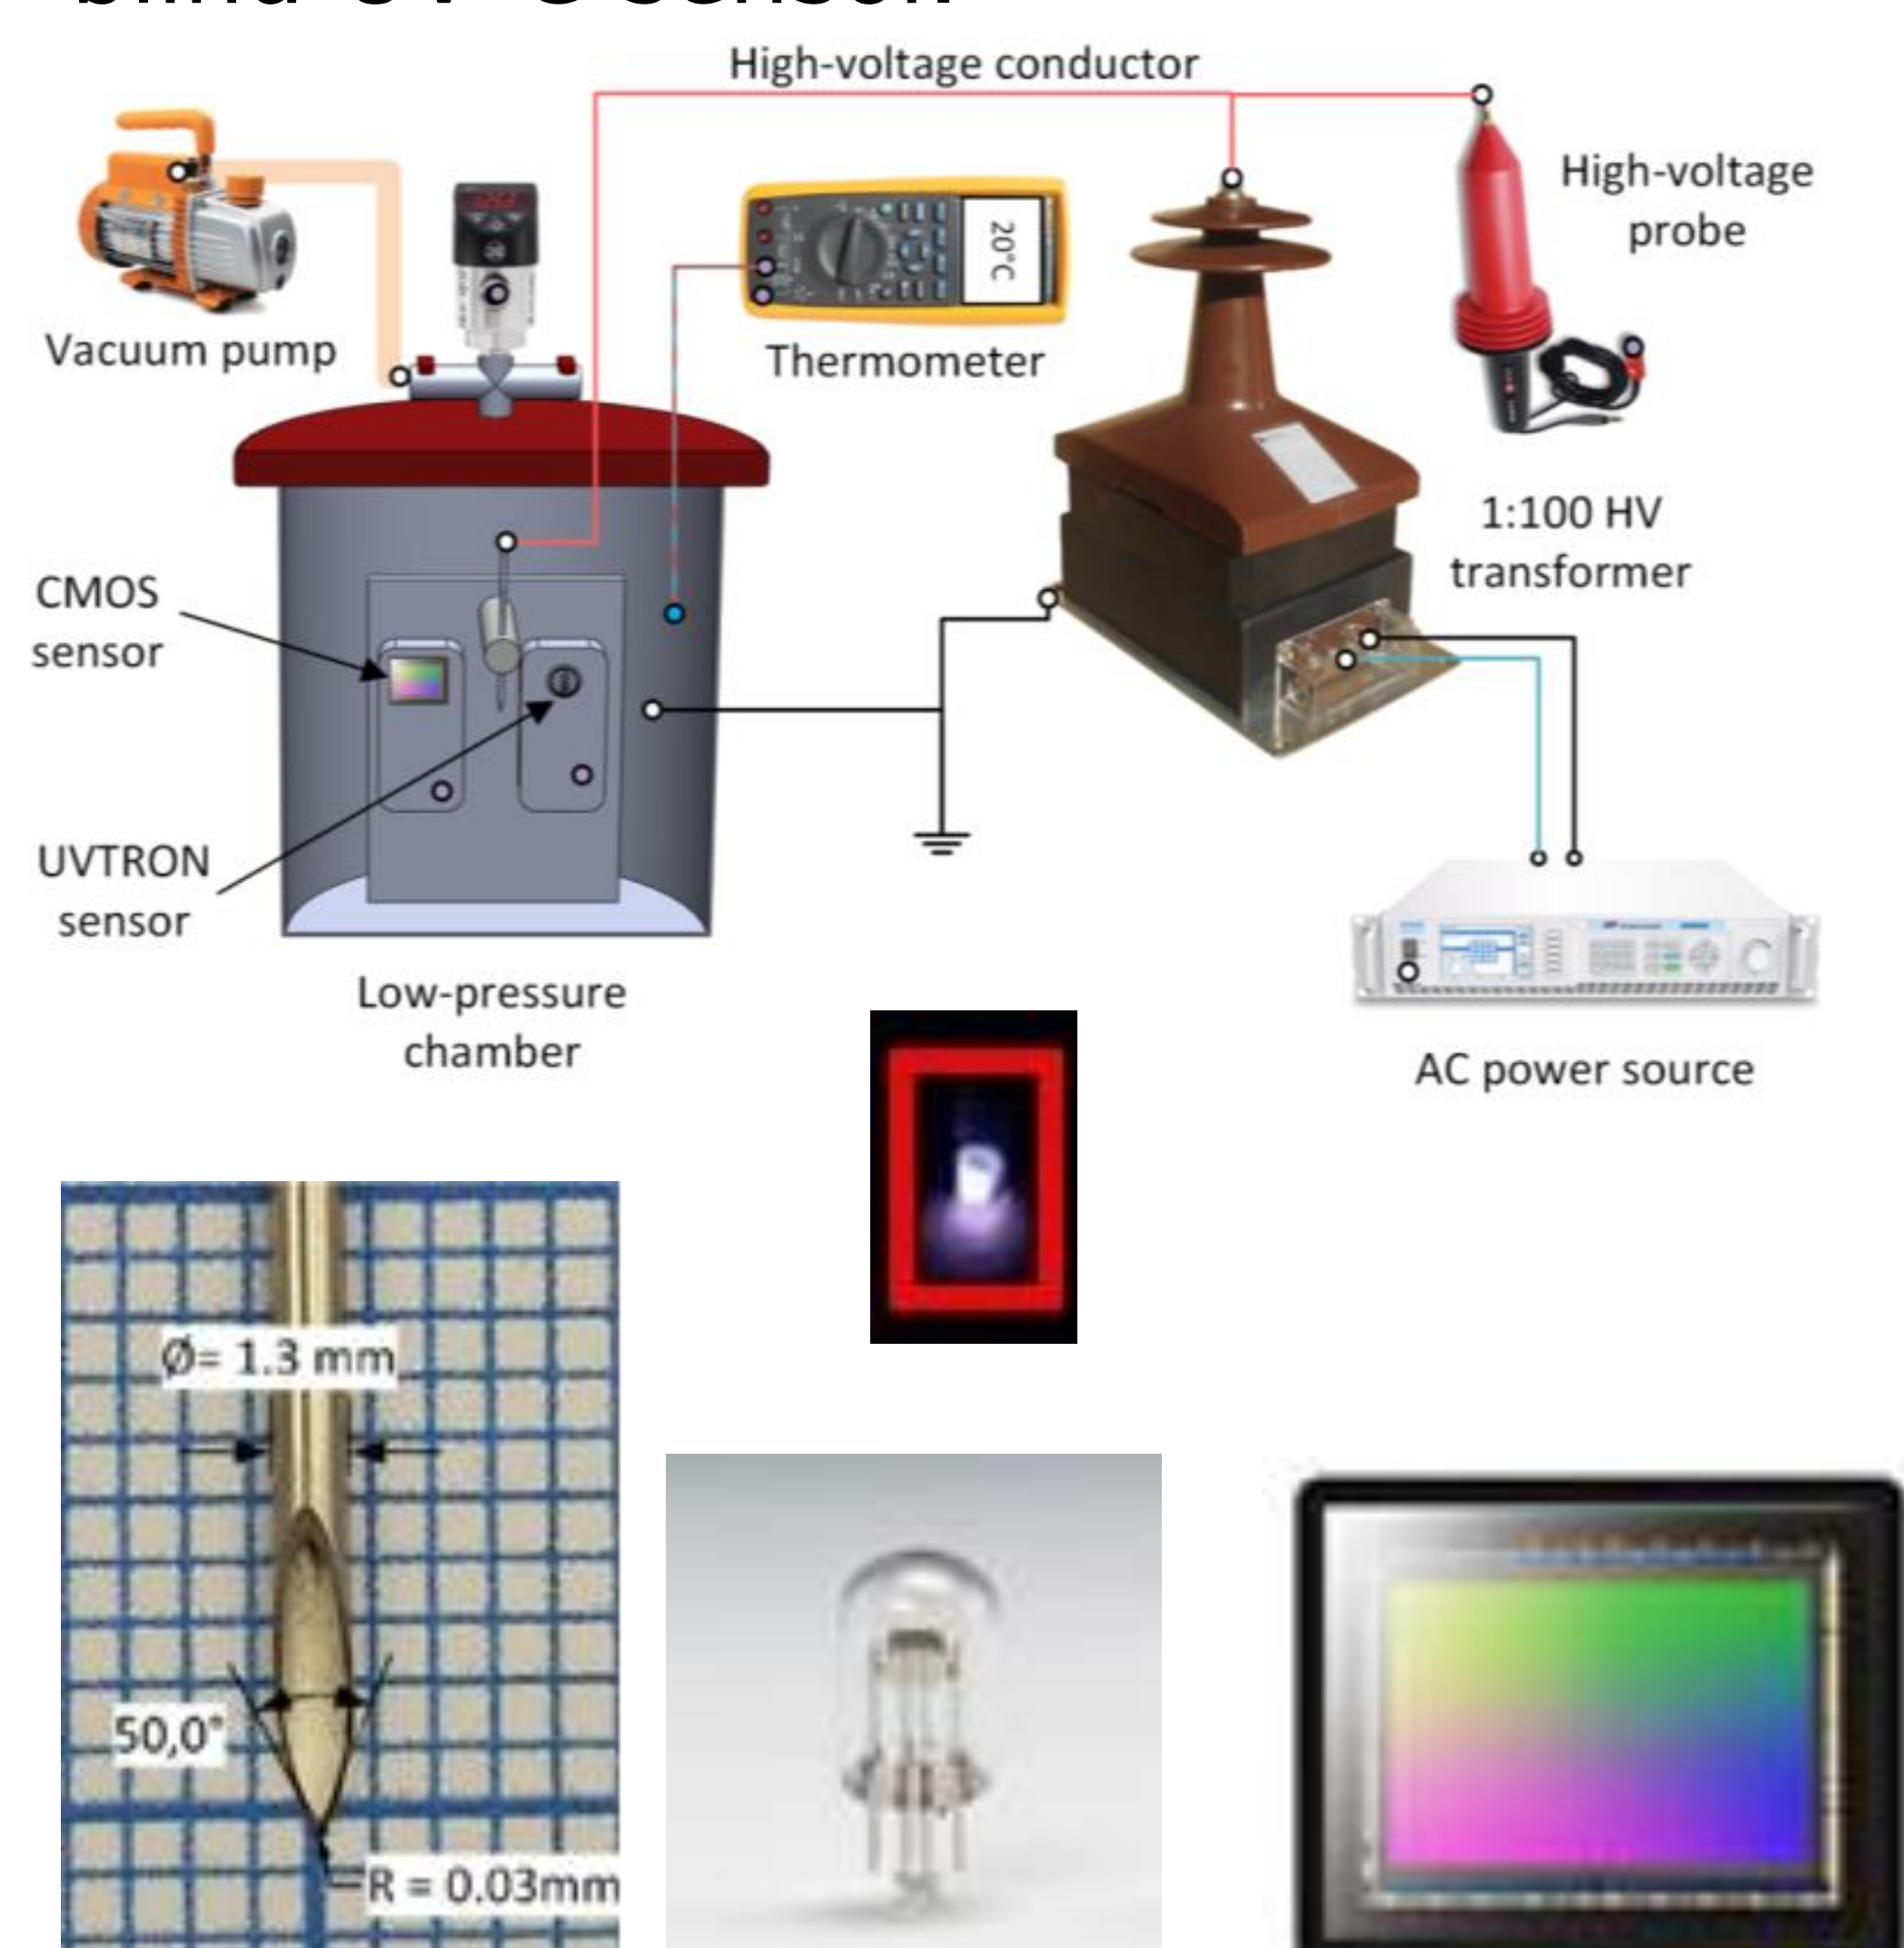 High-voltage conductor
High-voltage
probe
Vacuum pump
20°C
Thermometer
1:100 HV
transformer
CMOS
sensor
UVTRON
sensor
Low-pressure
chamber
AC power source
Ø= 1.3 mm
50,0°
R = 0.03mm